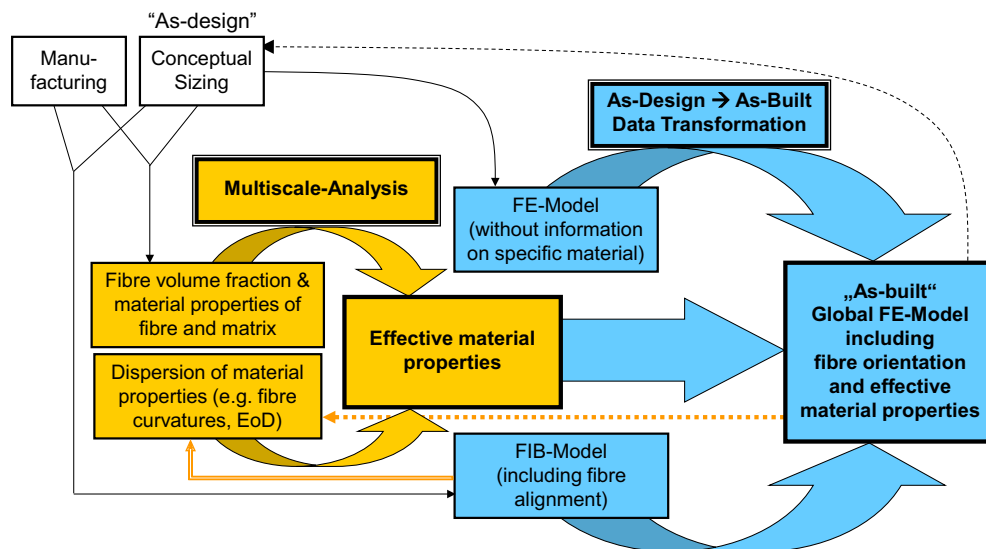 “As-design”
Manu-
facturing
Conceptual
Sizing
As-Design → As-Built
Data Transformation
Multiscale-Analysis
FE-Model
(without information
on specific material)
Fibre volume fraction &
material properties of
fibre and matrix
Effective material
properties
„As-built“
Global FE-Model
including
fibre orientation
and effective
material properties
Dispersion of material
properties (e.g. fibre
curvatures, EoD)
FIB-Model
(including fibre
alignment)